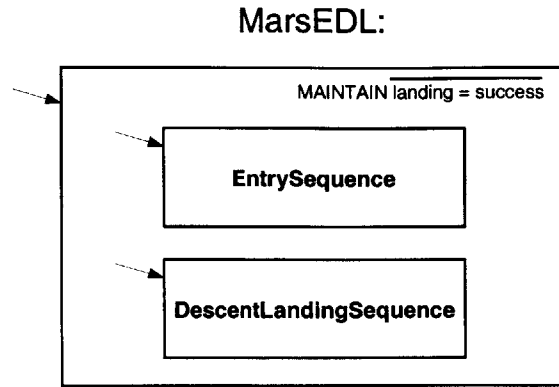 MarsEDL:
MAINTAIN landing = success
EntrySequence
DescentLandingSequence